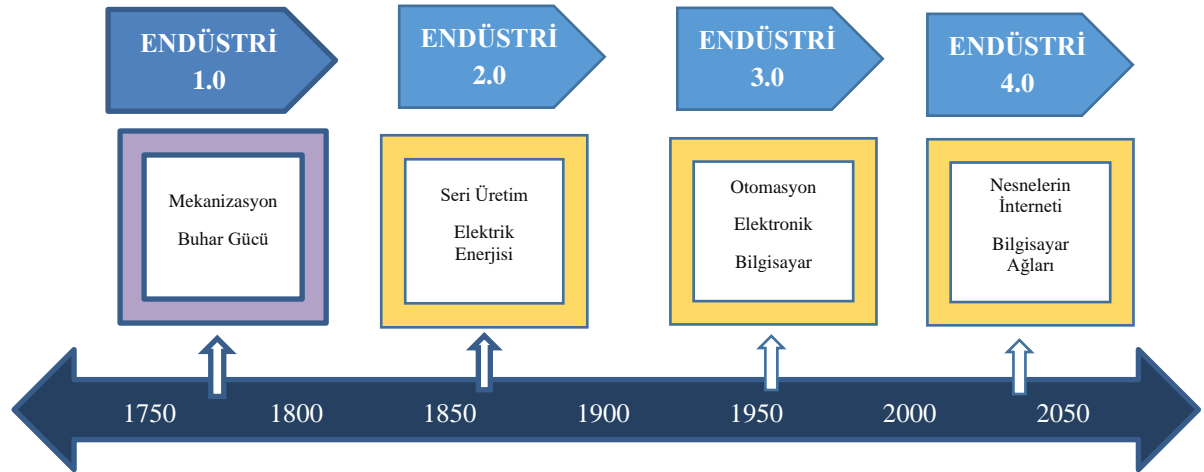 ENDÜSTRİ
1.0
ENDÜSTRİ
2.0
ENDÜSTRİ
3.0
ENDÜSTRİ
4.0
Mekanizasyon
Buhar Gücü
Seri Üretim
Elektrik
Enerjisi
Otomasyon
Elektronik
Bilgisayar
Nesnelerin
İnterneti
Bilgisayar
Ağları
1750 1800 1850 1900 1950 2000 2050